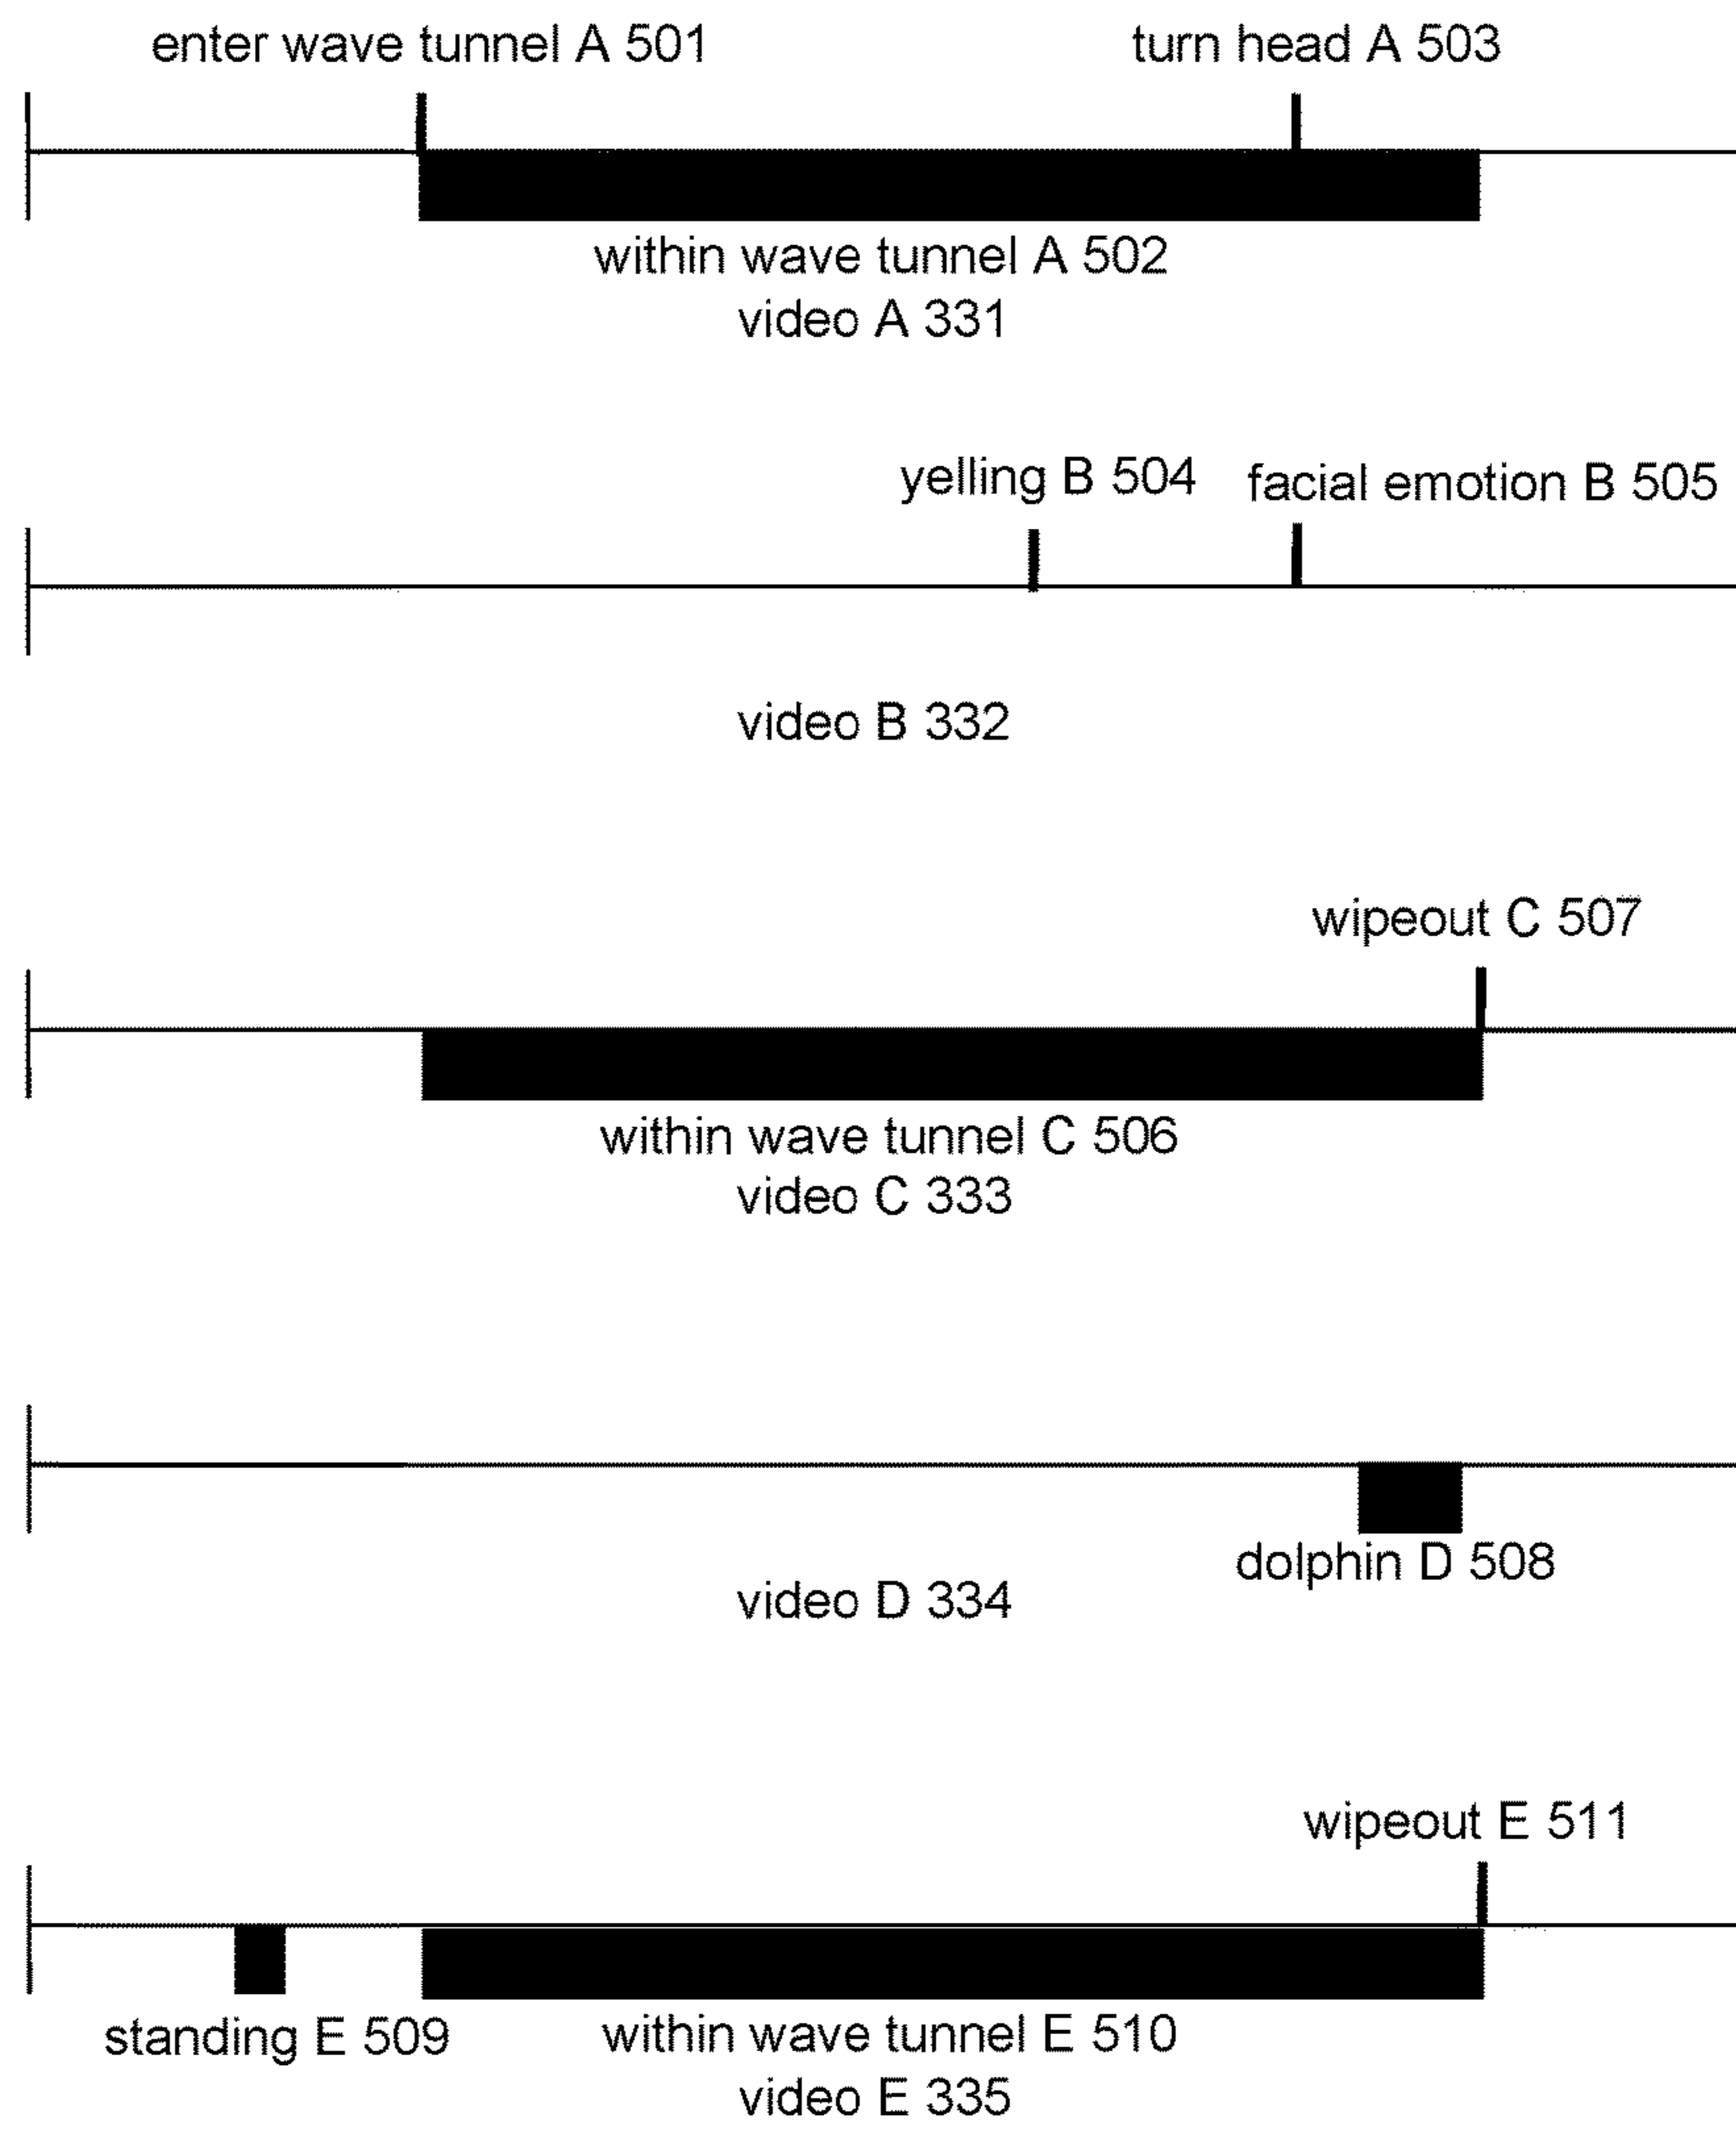 enter wave tunnel A 501
turn head A 503
within wave tunnel A 502
video A 331
yelling B 504
facial emotion B 505
video B 332
wipeout C 507
within wave tunnel C 506
video C 333
dolphin D 508
video D 334
wipeout E 511
standing E 509
within wave tunnel E 510
video E 335